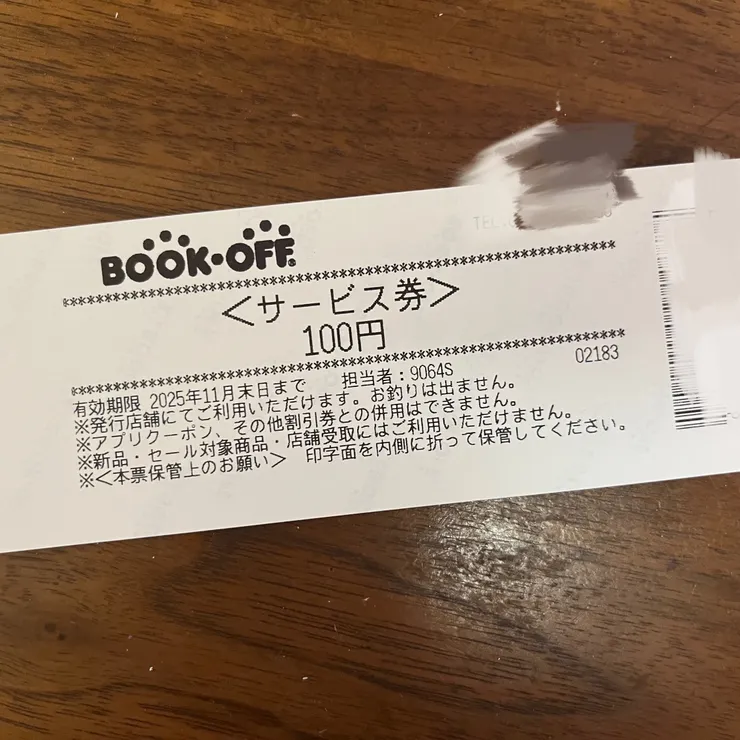 TEL
BOOK・OFF
<サービス券>
100円
02183
有効期限 2025年11月末日まで 担当者:9064S
※発行店舗にてご利用いただけます。お釣りは出ません。
※アプリクーポン、その他割引券との併用はできません。
※新品・セール対象商品・店舗受取にはご利用いただけません。
※<本票保管上のお願い> 印字面を内側に折って保管してください。